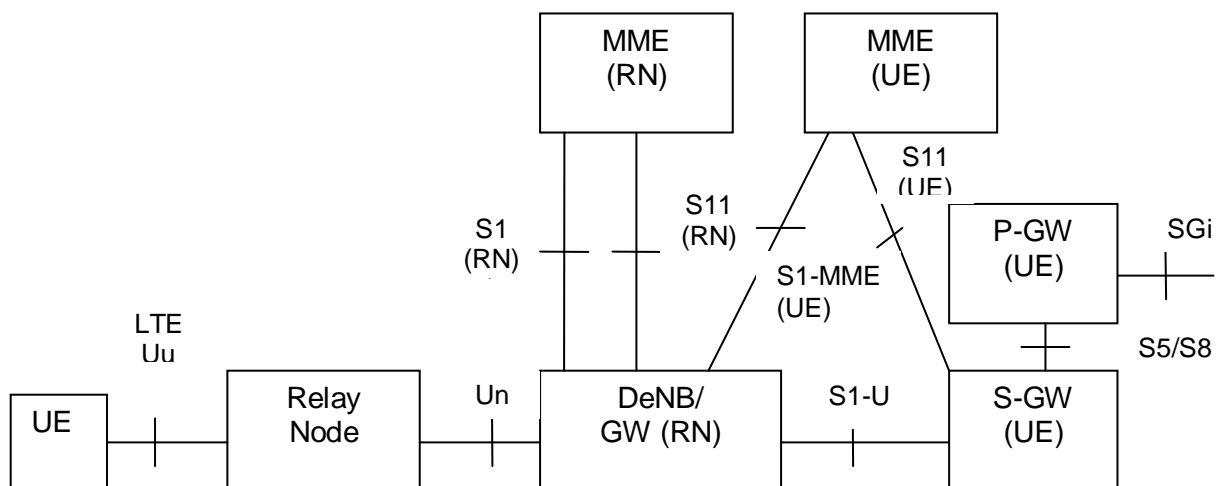 MME
(RN)
MME
(UE)
S11
(UE)
S1
(RN)
S11
(RN)
P-GW
(UE)
SGi
S1-MME
(UE)
LTE
Uu
S5/S8
UE
Relay
Node
Un
DeNB/
GW (RN)
S1-U
S-GW
(UE)